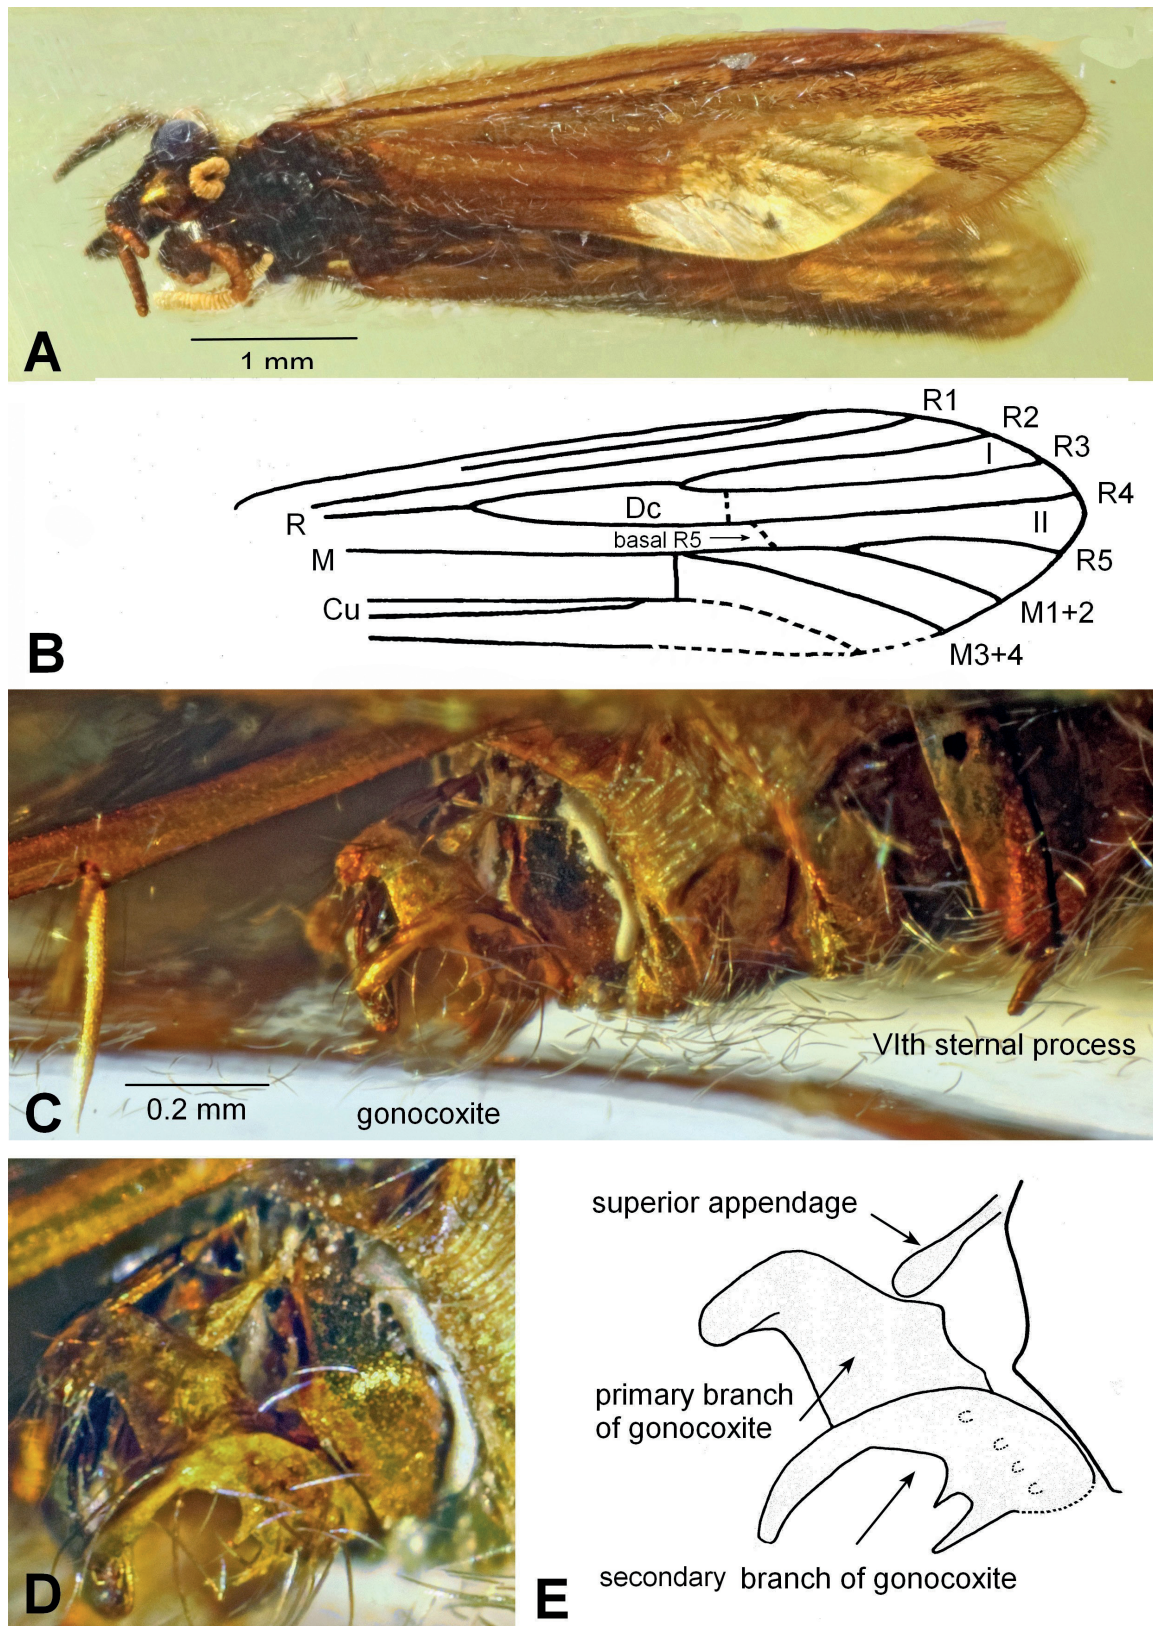 A
1 mm
R1
R2
I
R3
R4
Dc
II
R
basal R5
M
R5
Cu
M1+2
B
M3+4
VIth sternal process
0.2 mm
C
gonocoxite
superior appendage
primary branch
of gonocoxite
D
E
secondary branch of gonocoxite